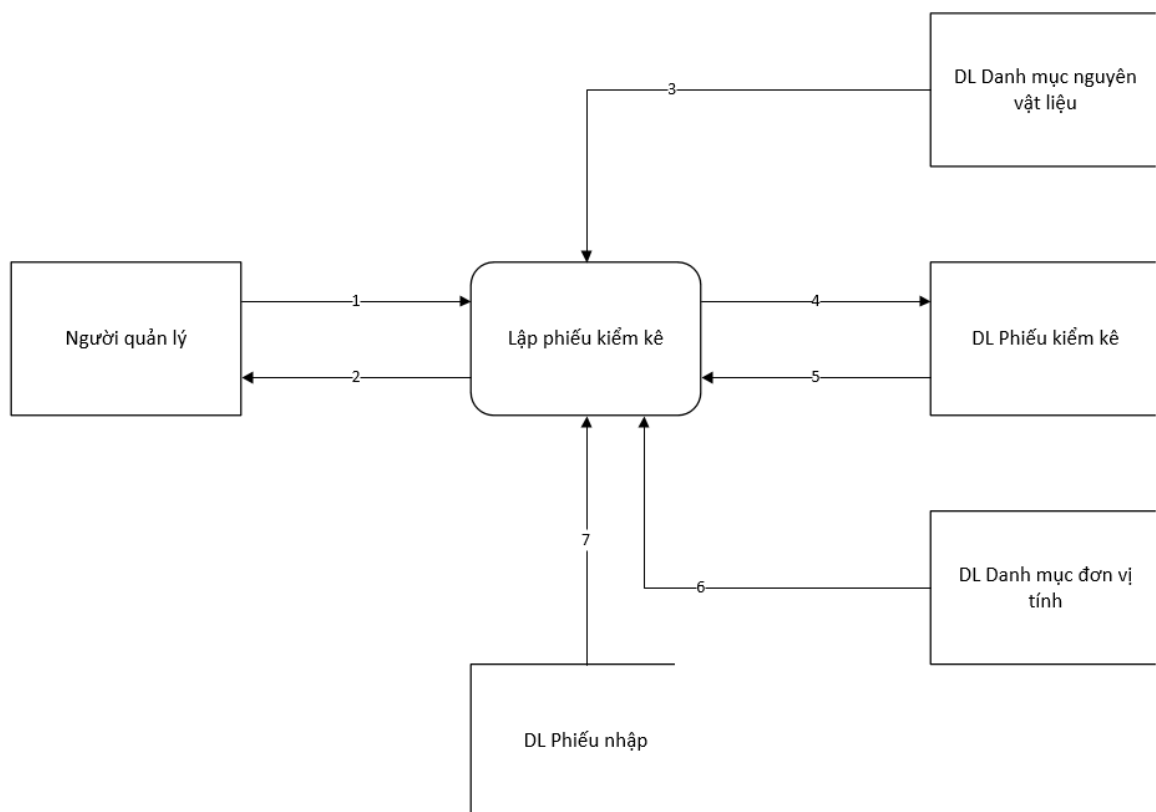 DL Danh mục nguyên
vật liệu
3
Người quản lý
1
2
Lập phiếu kiểm kê
4
5
DL Phiếu kiểm kê
7
6
DL Danh mục đơn vị
tính
DL Phiếu nhập